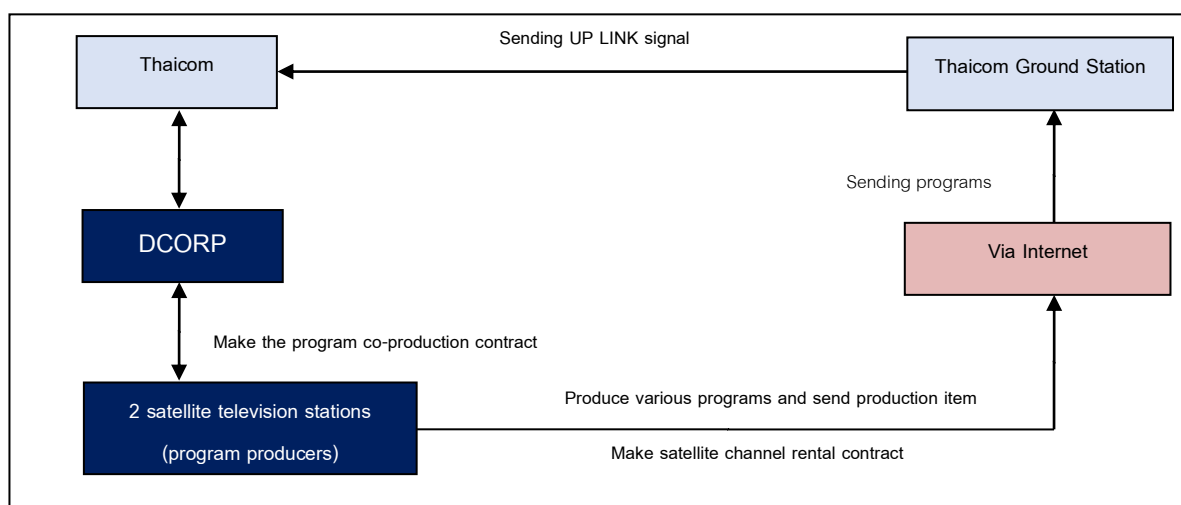 Sending UP LINK signal
Thaicom
Thaicom Ground Station
Sending programs
DCORP
Via Internet
Make the program co-production contract
2 satellite television stations
(program producers)
Produce various programs and send production item
Make satellite channel rental contract